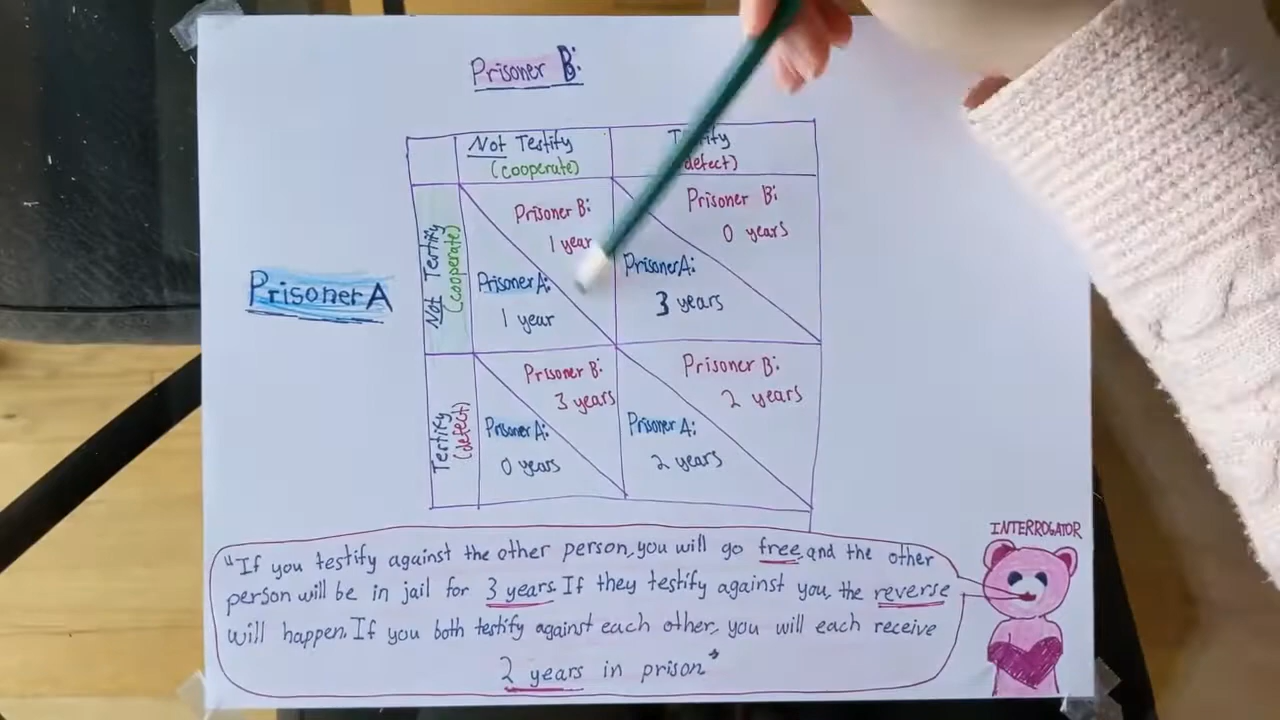 Prisoner B:
Not Testify
(cooperate)
Testify
(defect)
Prisoner A
Not Tertify
(cooperate)
Prisoner B:
1 year
Prisoner A:
1 year
Prisoner B:
0 years
Prisoner A:
3 years
Tertify
(defect)
Prisoner B:
3 years
Prisoner A:
0 years
Prisoner B:
2 years
Prisoner A:
2 years
INTERROGATOR
"If you testify against the other person, you will go free, and the other
person will be in jail for 3 years. If they testify against you, the reverse
will happen. If you both testify against each other, you will each receive
2 years in prison"